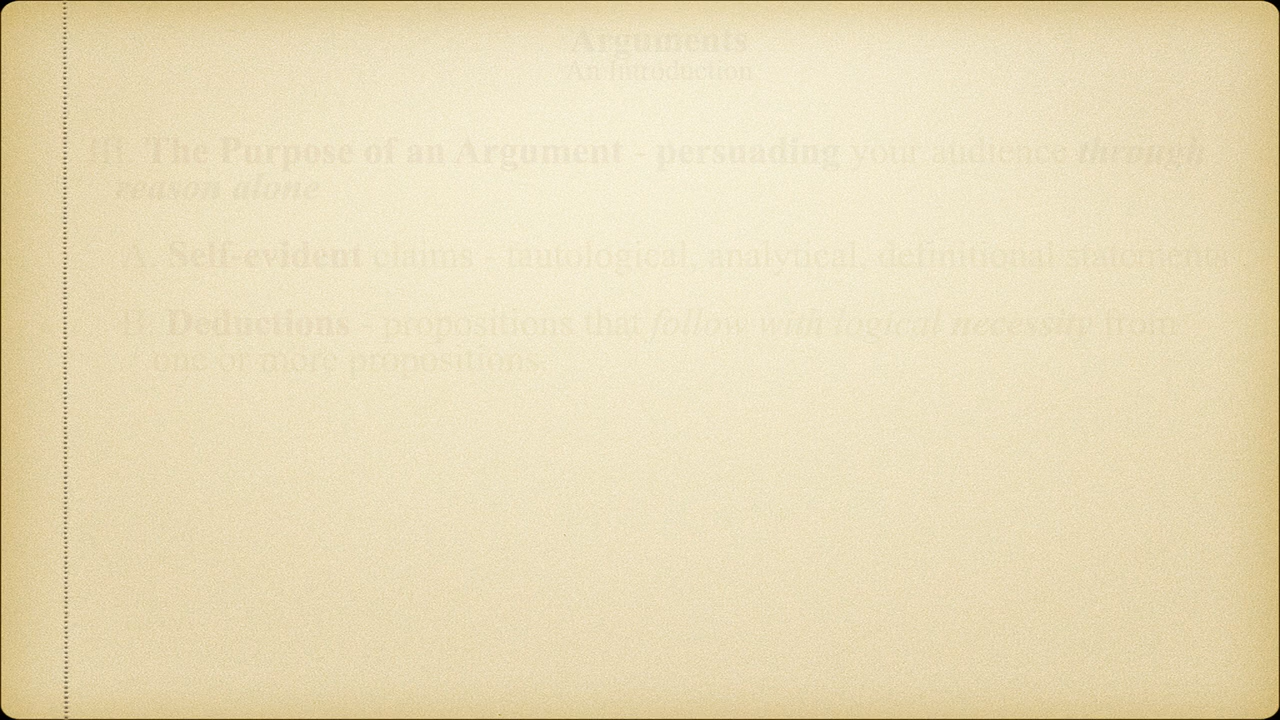 Arguments
An Introduction
III. The Purpose of an Argument - persuading your audience through
reason alone
A. Self-evident claims - tautological, analytical, definitional statements.
B. Deductions - propositions that follow with logical necessity from
one or more propositions.